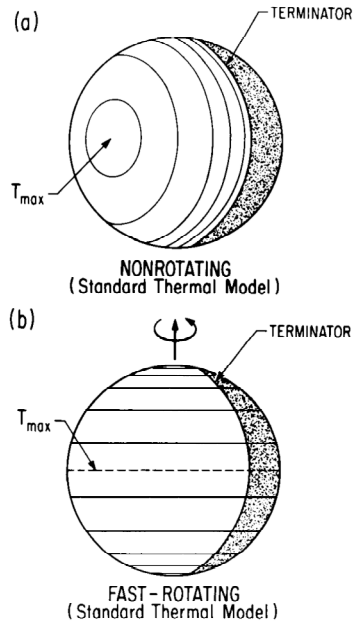 (a)
TERMINATOR
Tmax
NONROTATING
(Standard Thermal Model)
(b)
TERMINATOR
Tmax
FAST-ROTATING
(Standard Thermal Model)